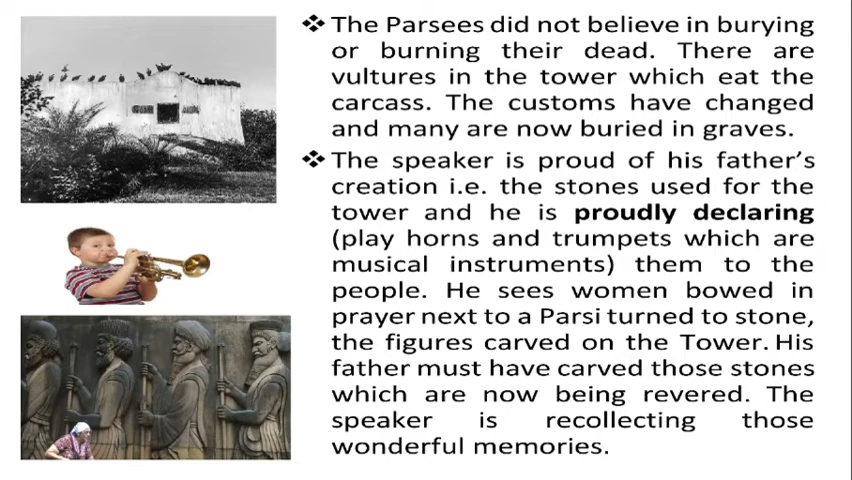 ❖ The Parsees did not believe in burying
or burning their dead. There are
vultures in the tower which eat the
carcass. The customs have changed
and many are now buried in graves.
❖ The speaker is proud of his father's
creation i.e. the stones used for the
tower and he is proudly declaring
(play horns and trumpets which are
musical instruments) them to the
people. He sees women bowed in
prayer next to a Parsi turned to stone,
the figures carved on the Tower. His
father must have carved those stones
which are now being revered. The
speaker is recollecting those
wonderful memories.